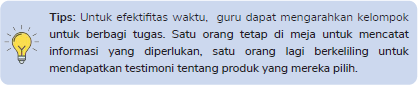 Tips: Untuk efektifitas waktu, guru dapat mengarahkan kelompok
untuk berbagi tugas. Satu orang tetap di meja untuk mencatat
informasi yang diperlukan, satu orang lagi berkeliling untuk
mendapatkan testimoni tentang produk yang mereka pilih.